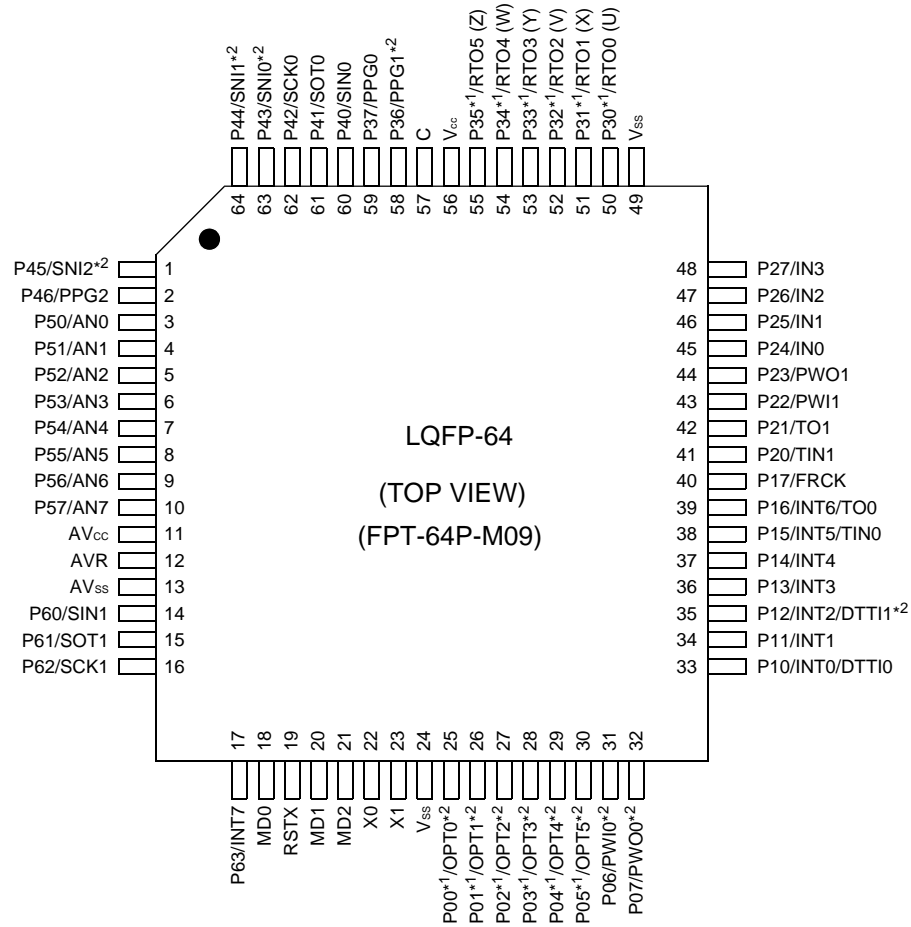 P44/SNI1*2
P43/SNI0*2
P42/SCK0
P41/SOT0
P40/SIN0
P37/PPG0
P36/PPG1*2
C
Vcc
P35*1/RTO5 (Z)
P34*1/RTO4 (W)
P33*1/RTO3 (Y)
P32*1/RTO2 (V)
P31*1/RTO1 (X)
P30*1/RTO0 (U)
Vss
64
63
62
61
60
59
58
57
56
55
54
53
52
51
50
49
P45/SNI2*2 1
P46/PPG2 2
P50/AN0 3
P51/AN1 4
P52/AN2 5
P53/AN3 6
P54/AN4 7
P55/AN5 8
P56/AN6 9
P57/AN7 10
AVcc 11
AVR 12
AVss 13
P60/SIN1 14
P61/SOT1 15
P62/SCK1 16
LQFP-64
(TOP VIEW)
(FPT-64P-M09)
48 P27/IN3
47 P26/IN2
46 P25/IN1
45 P24/IN0
44 P23/PWO1
43 P22/PWI1
42 P21/TO1
41 P20/TIN1
40 P17/FRCK
39 P16/INT6/TO0
38 P15/INT5/TIN0
37 P14/INT4
36 P13/INT3
35 P12/INT2/DTTI1*2
34 P11/INT1
33 P10/INT0/DTTI0
17
18
19
20
21
22
23
24
25
26
27
28
29
30
31
32
P63/INT7
MD0
RSTX
MD1
MD2
X0
X1
Vss
P00*1/OPT0*2
P01*1/OPT1*2
P02*1/OPT2*2
P03*1/OPT3*2
P04*1/OPT4*2
P05*1/OPT5*2
P06/PWI0*2
P07/PWO0*2